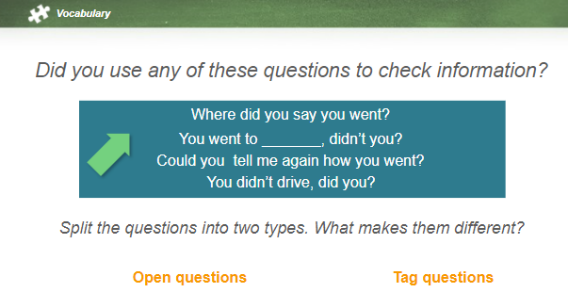 Vocabulary
Did you use any of these questions to check information?
Where did you say you went?
You went to _______, didn't you?
Could you  tell me again how you went?
You didn't drive, did you?
Split the questions into two types. What makes them different?
Open questions
Tag questions